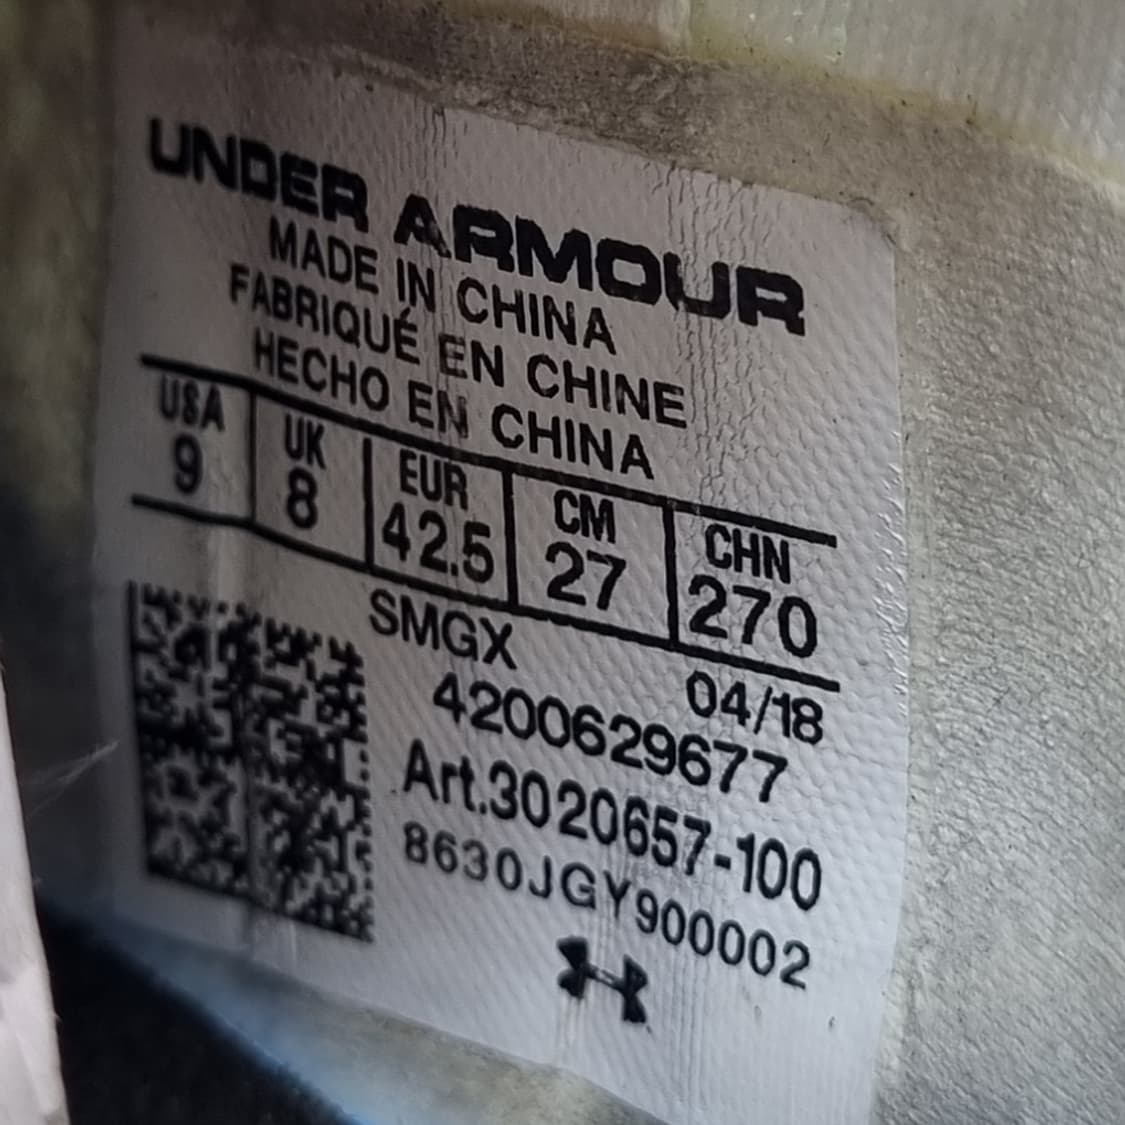 UNDER ARMOUR
MADE IN CHINA
FABRIQUÉ EN CHINE
HECHO EN CHINA
USA UK EUR CM CHN
9 8 42.5 27 270
SMGX 04/18
4200629677
Art.3020657-100
8630JGY900002